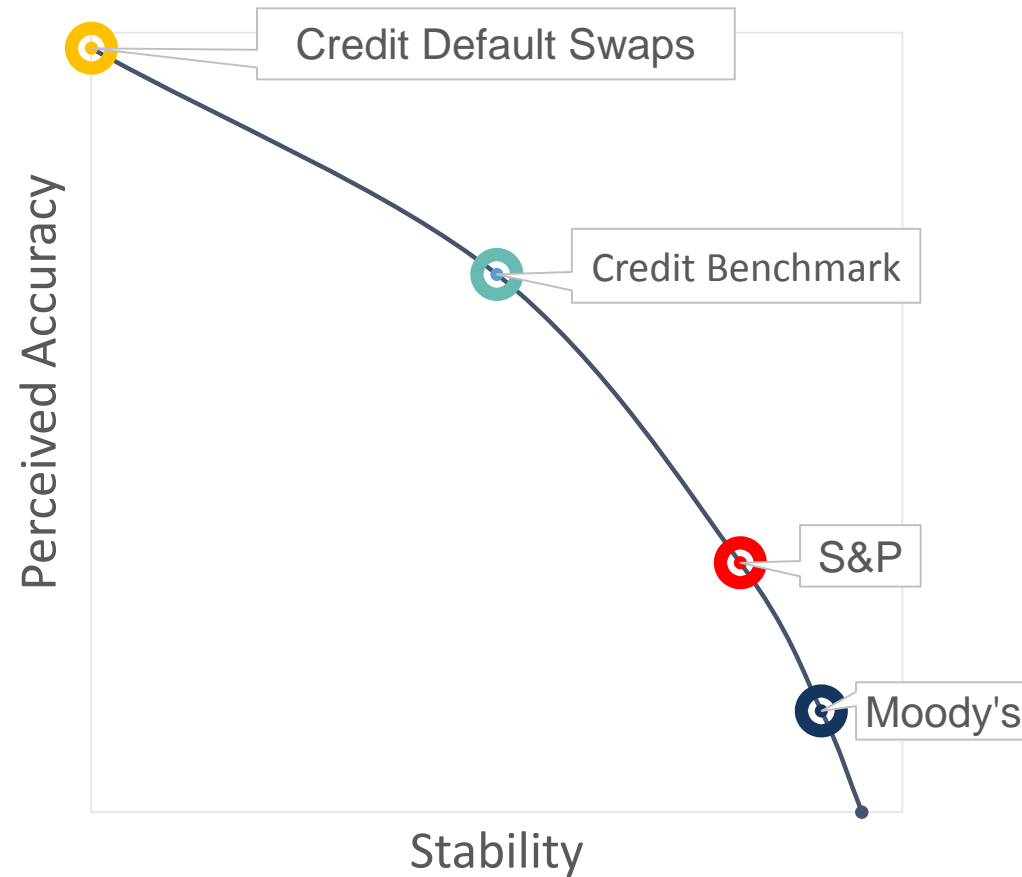 Credit Default Swaps
Perceived Accuracy
Credit Benchmark
S&P
Moody's
Stability